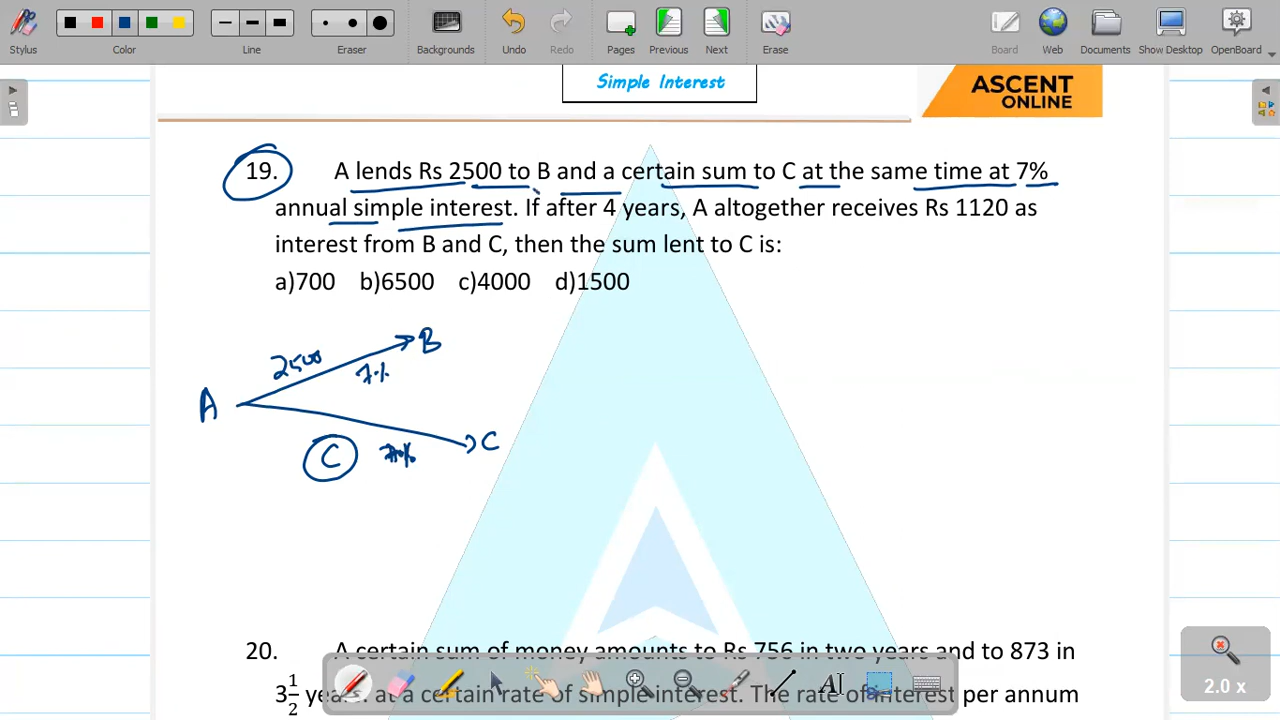 Stylus Color Line Eraser Backgrounds Undo Redo Pages Previous Next Erase Board Web Documents Show Desktop OpenBoard
Simple Interest
ASCENT
ONLINE
19. A lends Rs 2500 to B and a certain sum to C at the same time at 7%
annual simple interest. If after 4 years, A altogether receives Rs 1120 as
interest from B and C, then the sum lent to C is:
a)700 b)6500 c)4000 d)1500
2500 B
7%
A
C 7% C
20. A certain sum of money amounts to Rs 756 in two years and to 873 in
3 1/2 years. at a certain rate of simple interest. The rate of interest per annum
2.0 x